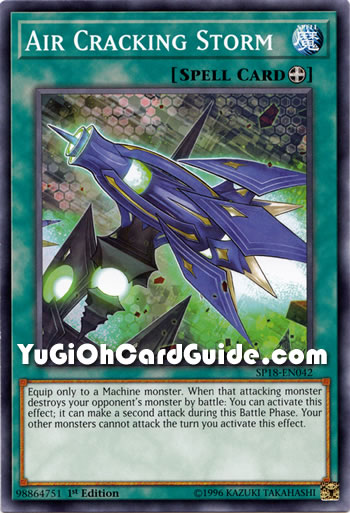 AIR CRACKING STORM
SPELL
魔
[SPELL CARD]
YuGiOhCardGuide.com
SP18-EN042
Equip only to a Machine monster. When that attacking monster
destroys your opponent's monster by battle: You can activate this
effect; it can make a second attack during this Battle Phase. Your
other monsters cannot attack the turn you activate this effect.
98864751 1st Edition ©1996 KAZUKI TAKAHASHI